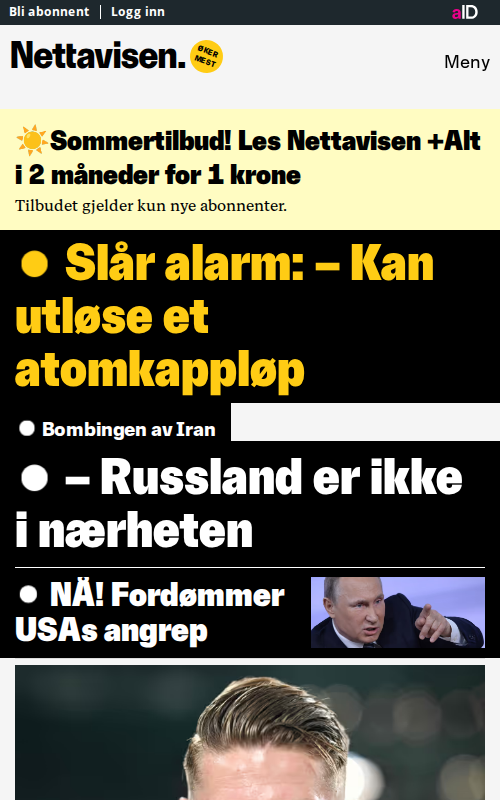 Bli abonnent | Logg inn
aID
Nettavisen.
ØKER
MEST
Meny
☀️Sommertilbud! Les Nettavisen +Alt
i 2 måneder for 1 krone
Tilbudet gjelder kun nye abonnenter.
Slår alarm: – Kan
utløse et
atomkappløp
Bombingen av Iran
– Russland er ikke
i nærheten
NÅ! Fordømmer
USAs angrep